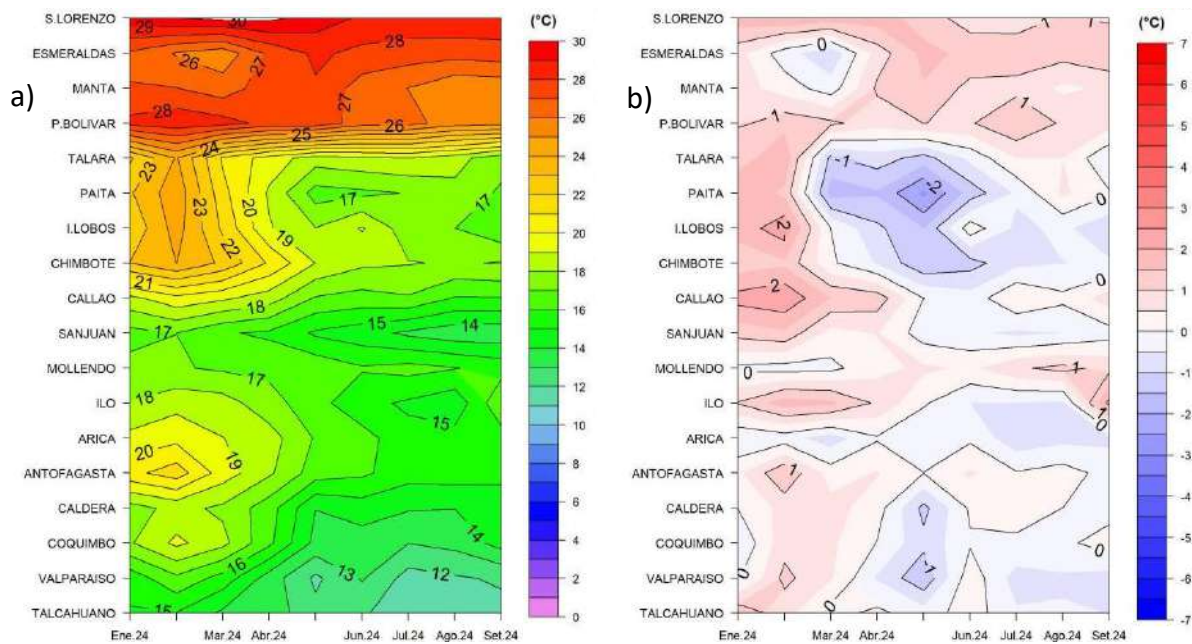 a)
(°C)
S.LORENZO
ESMERALDAS
MANTA
P.BOLIVAR
TALARA
PAITA
I.LOBOS
CHIMBOTE
CALLAO
SANJUAN
MOLLENDO
ILO
ARICA
ANTOFAGASTA
CALDERA
COQUIMBO
VALPARAISO
TALCAHUANO
29
30
28
26
27
28
27
25
26
24
23
23
20
17
17
22
19
21
18
17
15
14
17
18
15
20
19
14
16
13
12
15
30
28
26
24
22
20
18
16
14
12
10
8
6
4
2
0
Ene.24 Mar.24 Abr.24 Jun.24 Jul.24 Ago.24 Set.24
b)
(°C)
S.LORENZO
ESMERALDAS
MANTA
P.BOLIVAR
TALARA
PAITA
I.LOBOS
CHIMBOTE
CALLAO
SANJUAN
MOLLENDO
ILO
ARICA
ANTOFAGASTA
CALDERA
COQUIMBO
VALPARAISO
TALCAHUANO
1
1
0
1
1
-1
-2
0
2
0
2
0
1
1
0
1
0
0
-1
0
7
6
5
4
3
2
1
0
-1
-2
-3
-4
-5
-6
-7
Ene.24 Mar.24 Abr.24 Jun.24 Jul.24 Ago.24 Set.24